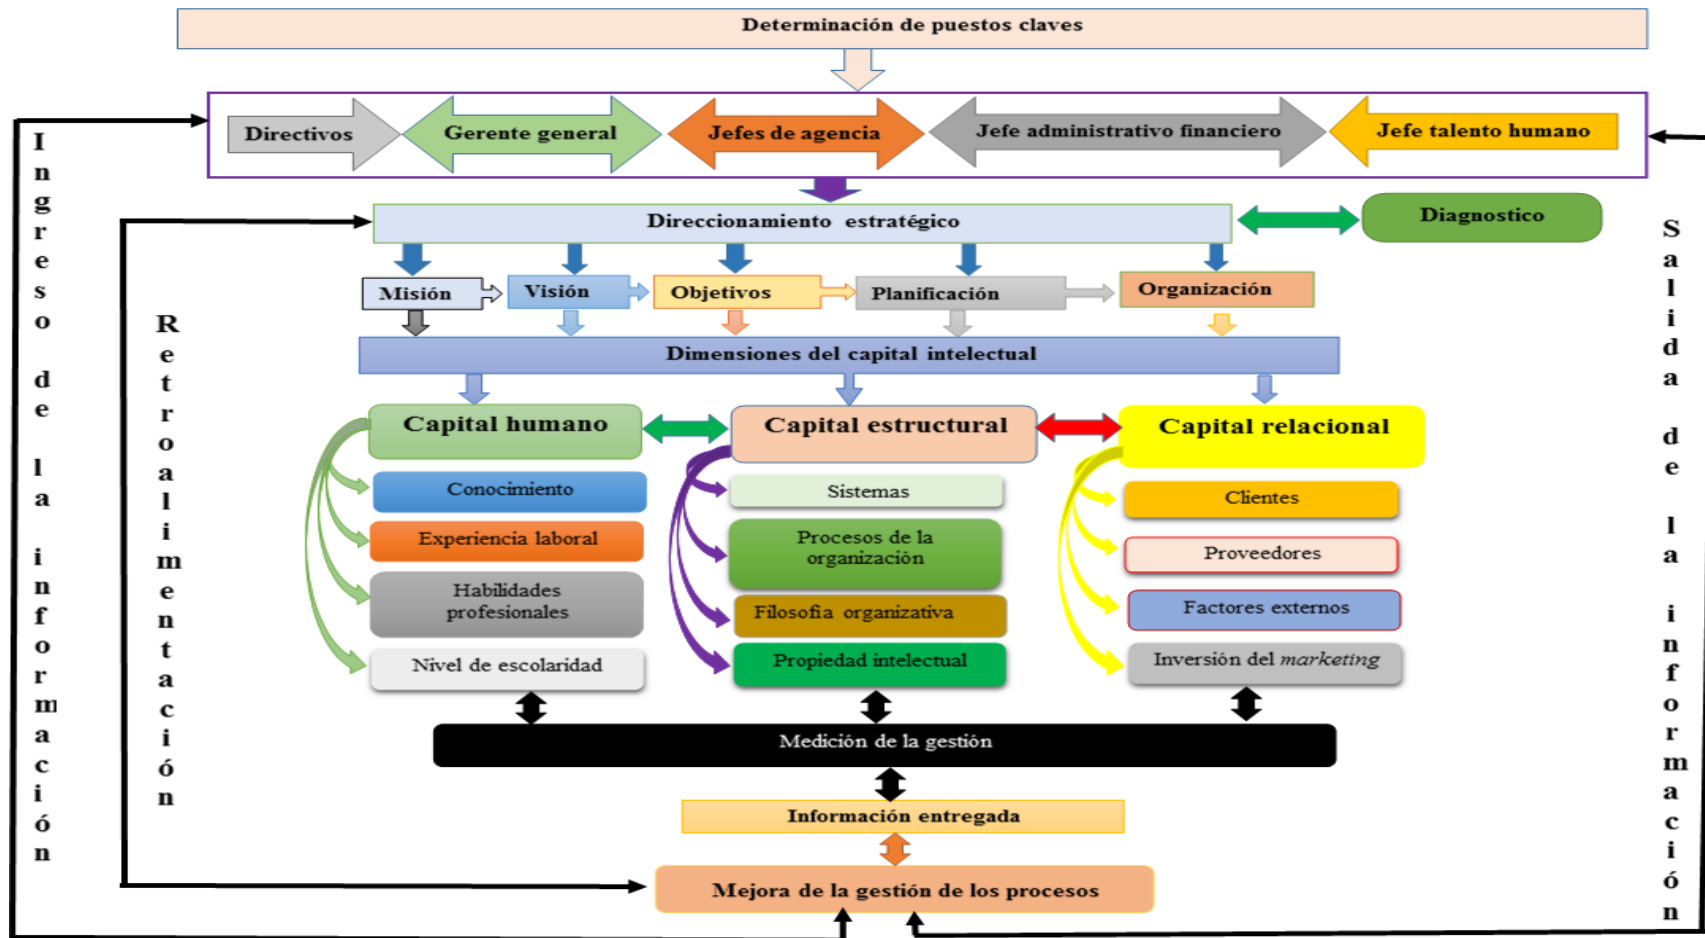 Determinación de puestos claves
Directivos
Gerente general
Jefes de agencia
Jefe administrativo financiero
Jefe talento humano
Ingreso de la información
Retroalimentación
Salida de la información
Direccionamiento estratégico
Diagnostico
Misión
Visión
Objetivos
Planificación
Organización
Dimensiones del capital intelectual
Capital humano
Capital estructural
Capital relacional
Conocimiento
Experiencia laboral
Habilidades
profesionales
Nivel de escolaridad
Sistemas
Procesos de la
organización
Filosofia organizativa
Propiedad intelectual
Clientes
Proveedores
Factores externos
Inversión del marketing
Medición de la gestión
Información entregada
Mejora de la gestión de los procesos